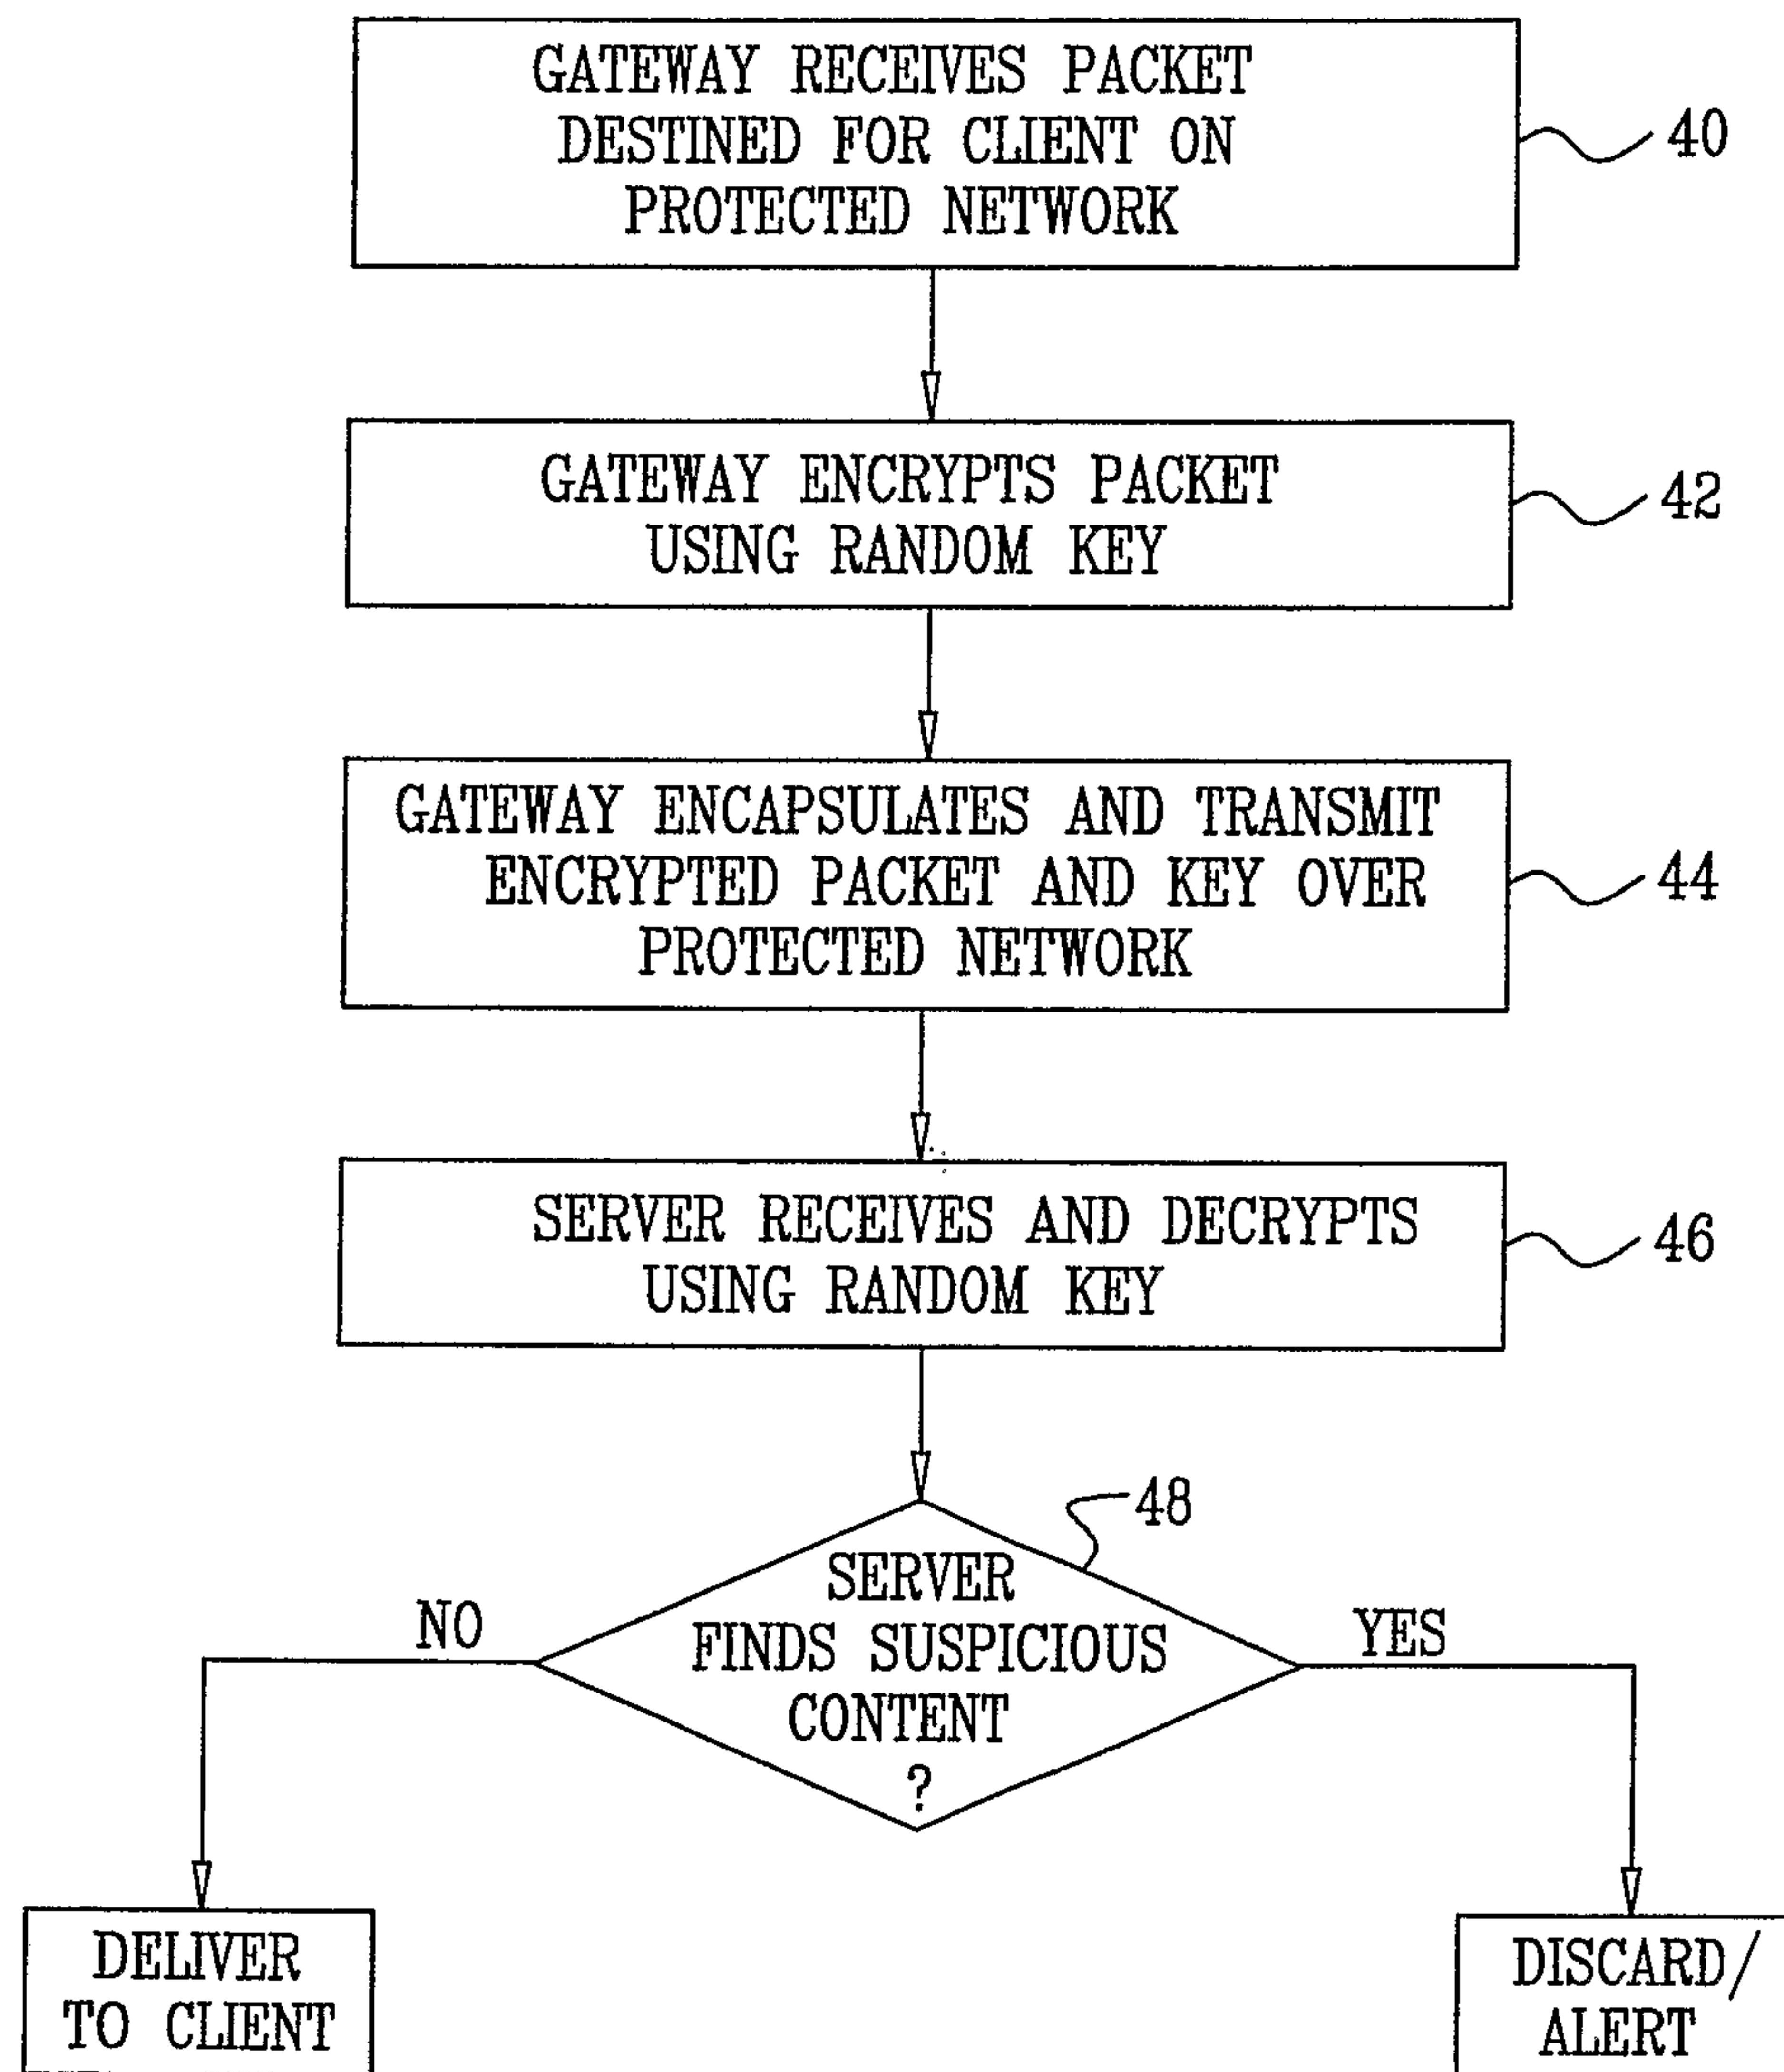 GATEWAY RECEIVES PACKET
DESTINED FOR CLIENT ON
PROTECTED NETWORK
40
GATEWAY ENCRYPTS PACKET
USING RANDOM KEY
42
GATEWAY ENCAPSULATES AND TRANSMIT
ENCRYPTED PACKET AND KEY OVER
PROTECTED NETWORK
44
SERVER RECEIVES AND DECRYPTS
USING RANDOM KEY
46
48
SERVER
FINDS SUSPICIOUS
CONTENT
?
NO
YES
DELIVER
TO CLIENT
DISCARD/
ALERT